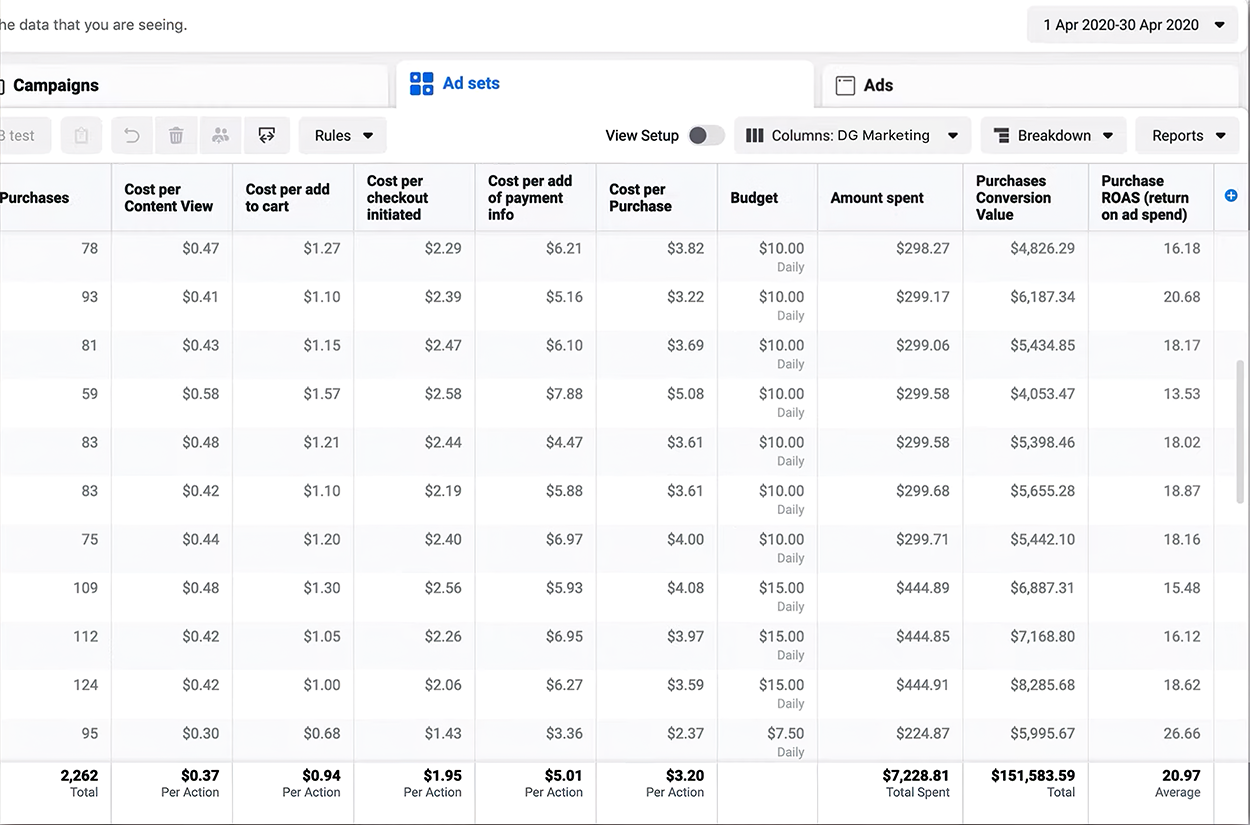 he data that you are seeing.
1 Apr 2020-30 Apr 2020
Campaigns
Ad sets
Ads
B test
Rules
View Setup
Columns: DG Marketing
Breakdown
Reports
Purchases
Cost per
Content View
Cost per add
to cart
Cost per
checkout
initiated
Cost per add
of payment
info
Cost per
Purchase
Budget
Amount spent
Purchases
Conversion
Value
Purchase
ROAS (return
on ad spend)
78 $0.47 $1.27 $2.29 $6.21 $3.82 $10.00 $298.27 $4,826.29 16.18
Daily
93 $0.41 $1.10 $2.39 $5.16 $3.22 $10.00 $299.17 $6,187.34 20.68
Daily
81 $0.43 $1.15 $2.47 $6.10 $3.69 $10.00 $299.06 $5,434.85 18.17
Daily
59 $0.58 $1.57 $2.58 $7.88 $5.08 $10.00 $299.58 $4,053.47 13.53
Daily
83 $0.48 $1.21 $2.44 $4.47 $3.61 $10.00 $299.58 $5,398.46 18.02
Daily
83 $0.42 $1.10 $2.19 $5.88 $3.61 $10.00 $299.68 $5,655.28 18.87
Daily
75 $0.44 $1.20 $2.40 $6.97 $4.00 $10.00 $299.71 $5,442.10 18.16
Daily
109 $0.48 $1.30 $2.56 $5.93 $4.08 $15.00 $444.89 $6,887.31 15.48
Daily
112 $0.42 $1.05 $2.26 $6.95 $3.97 $15.00 $444.85 $7,168.80 16.12
Daily
124 $0.42 $1.00 $2.06 $6.27 $3.59 $15.00 $444.91 $8,285.68 18.62
Daily
95 $0.30 $0.68 $1.43 $3.36 $2.37 $7.50 $224.87 $5,995.67 26.66
Daily
2,262 $0.37 $0.94 $1.95 $5.01 $3.20 $7,228.81 $151,583.59 20.97
Total Per Action Per Action Per Action Per Action Per Action Total Spent Total Average